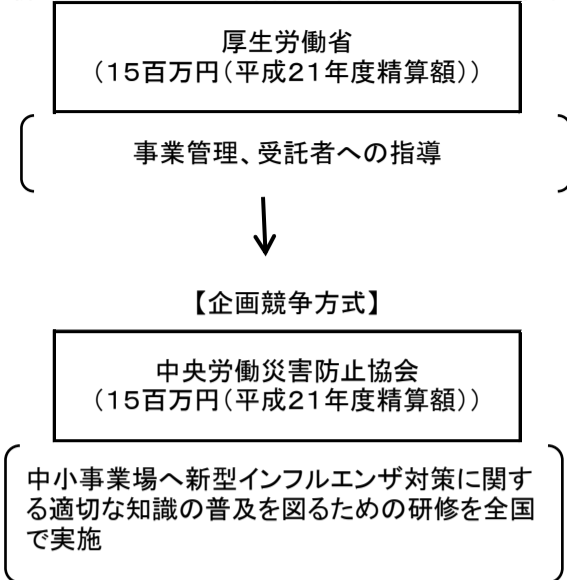 厚生労働省
(15百万円(平成21年度精算額))
事業管理、受託者への指導
【企画競争方式】
中央労働災害防止協会
(15百万円(平成21年度精算額))
中小事業場へ新型インフルエンザ対策に関す
る適切な知識の普及を図るための研修を全国
で実施